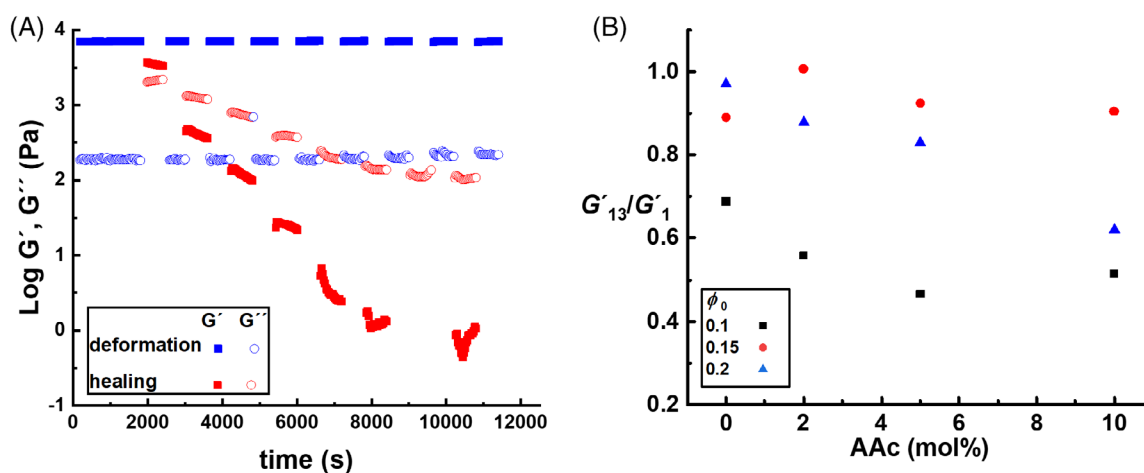 (A)
Log G´, G´´ (Pa)
4
3
2
1
0
-1
G´ G´´
deformation
healing
0 2000 4000 6000 8000 10000 12000
time (s)
(B)
G´13/G´1
1.0
0.8
0.6
0.4
0.2
ϕ0
0.1
0.15
0.2
0 2 4 6 8 10
AAc (mol%)